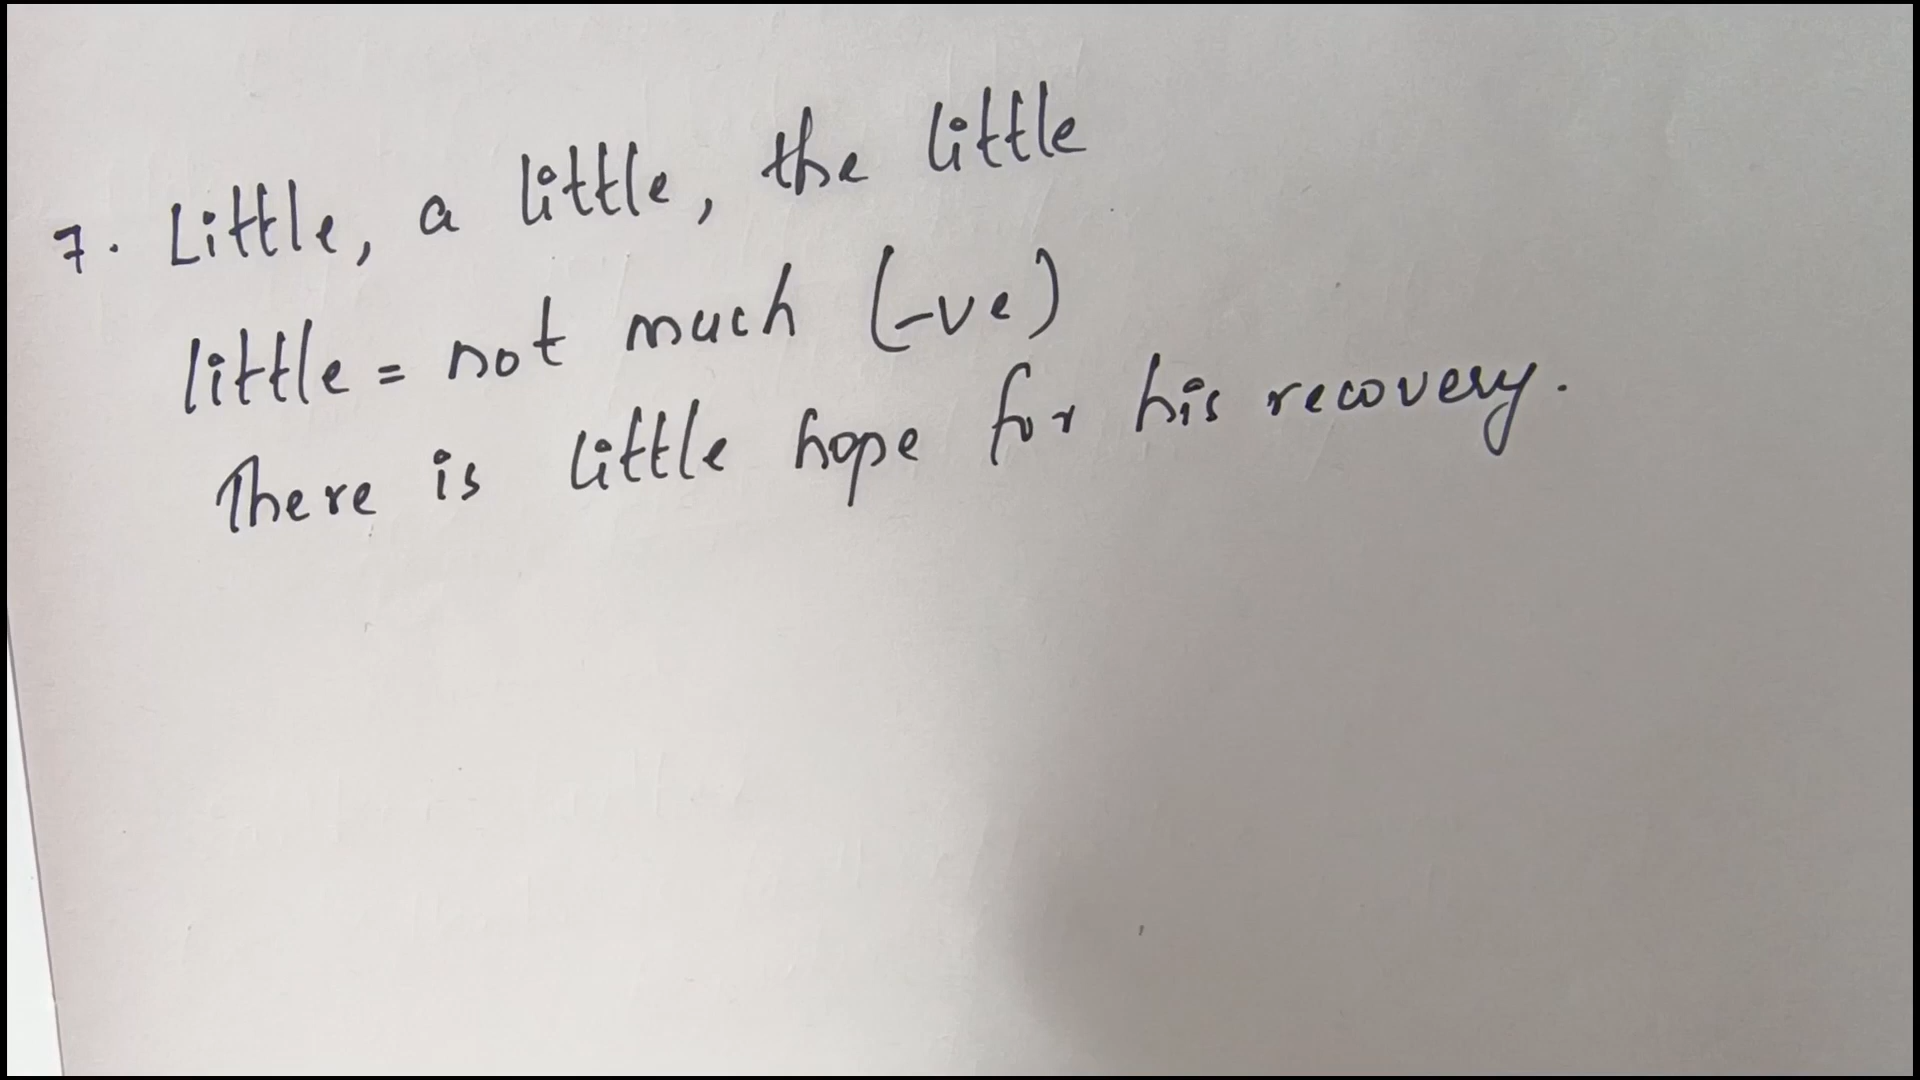 7. Little, a little, the little
little = not much (-ve)
There is little hope for his recovery.